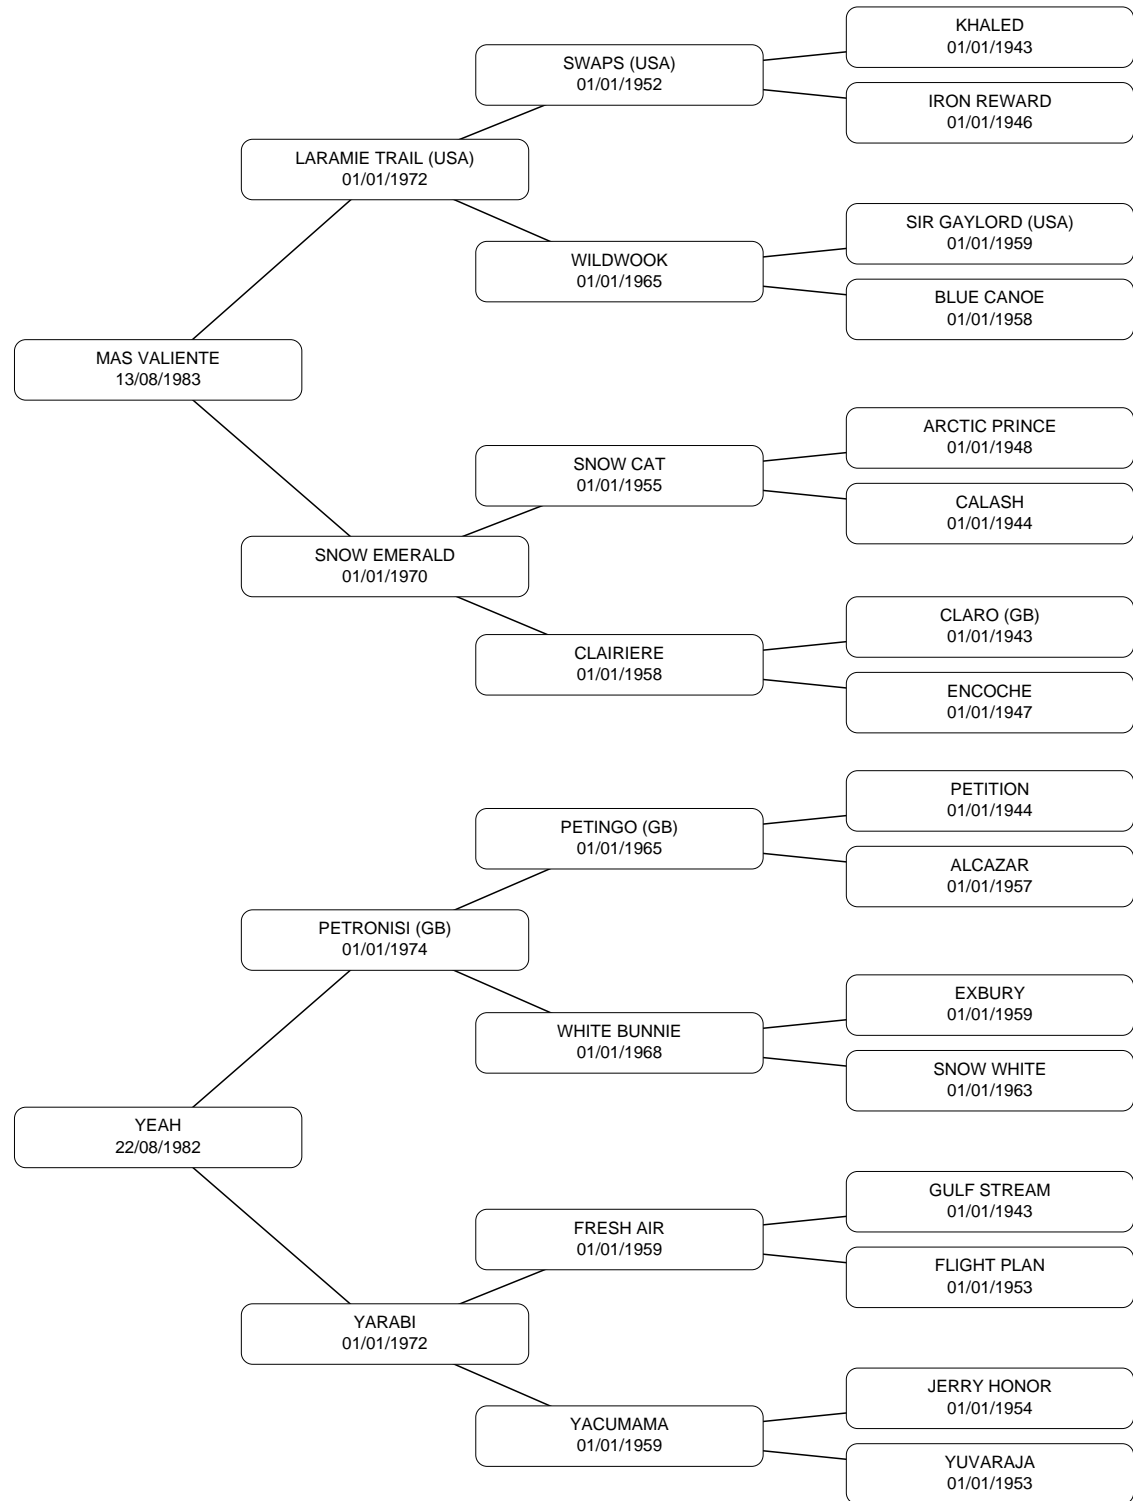 KHALED
01/01/1943
SWAPS (USA)
01/01/1952
IRON REWARD
01/01/1946
LARAMIE TRAIL (USA)
01/01/1972
SIR GAYLORD (USA)
01/01/1959
WILDWOOK
01/01/1965
BLUE CANOE
01/01/1958
MAS VALIENTE
13/08/1983
ARCTIC PRINCE
01/01/1948
SNOW CAT
01/01/1955
CALASH
01/01/1944
SNOW EMERALD
01/01/1970
CLARO (GB)
01/01/1943
CLAIRIERE
01/01/1958
ENCOCHE
01/01/1947
PETITION
01/01/1944
PETINGO (GB)
01/01/1965
ALCAZAR
01/01/1957
PETRONISI (GB)
01/01/1974
EXBURY
01/01/1959
WHITE BUNNIE
01/01/1968
SNOW WHITE
01/01/1963
YEAH
22/08/1982
GULF STREAM
01/01/1943
FRESH AIR
01/01/1959
FLIGHT PLAN
01/01/1953
YARABI
01/01/1972
JERRY HONOR
01/01/1954
YACUMAMA
01/01/1959
YUVARAJA
01/01/1953